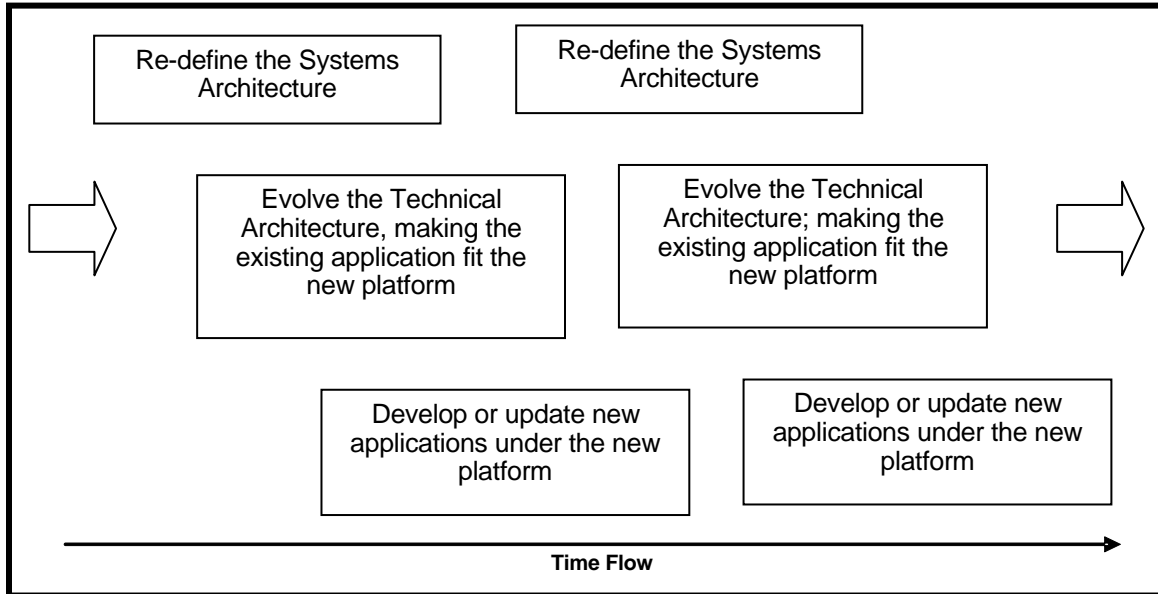 Re-define the Systems
Architecture
Re-define the Systems
Architecture
Evolve the Technical
Architecture, making the
existing application fit the
new platform
Evolve the Technical
Architecture; making the
existing application fit the
new platform
Develop or update new
applications under the new
platform
Develop or update new
applications under the new
platform
Time Flow